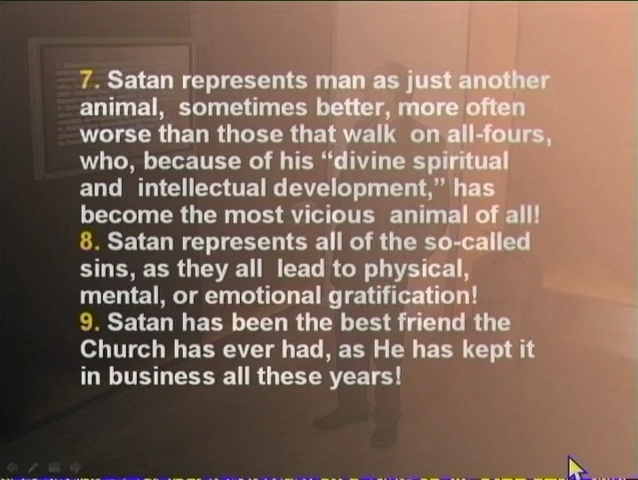 7. Satan represents man as just another
animal, sometimes better, more often
worse than those that walk on all-fours,
who, because of his “divine spiritual
and intellectual development,” has
become the most vicious animal of all!
8. Satan represents all of the so-called
sins, as they all lead to physical,
mental, or emotional gratification!
9. Satan has been the best friend the
Church has ever had, as He has kept it
in business all these years!